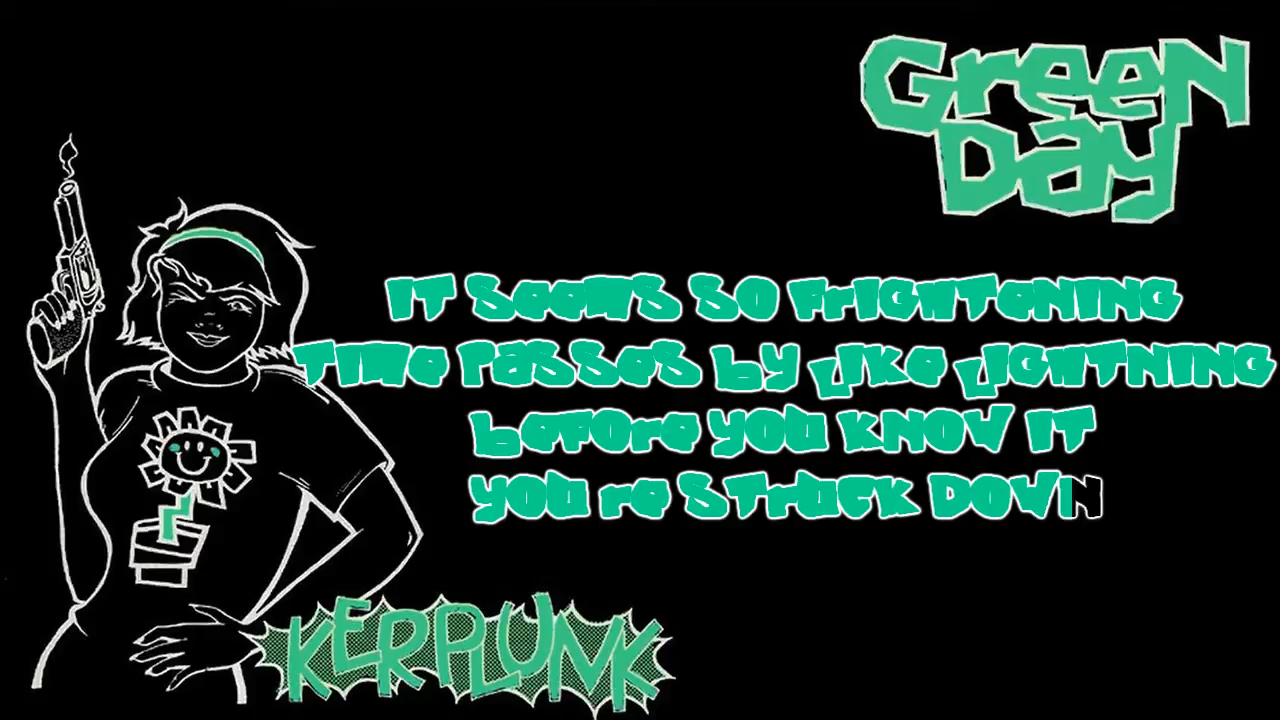 GreeN
Day
IT SeeMS SO FrIGHTeNING
TIMe PaSSeS By LIKe LIGHTNING
BeFOre yOU KNOW IT
yOU're STrUcK DOWN
KERPLUNK